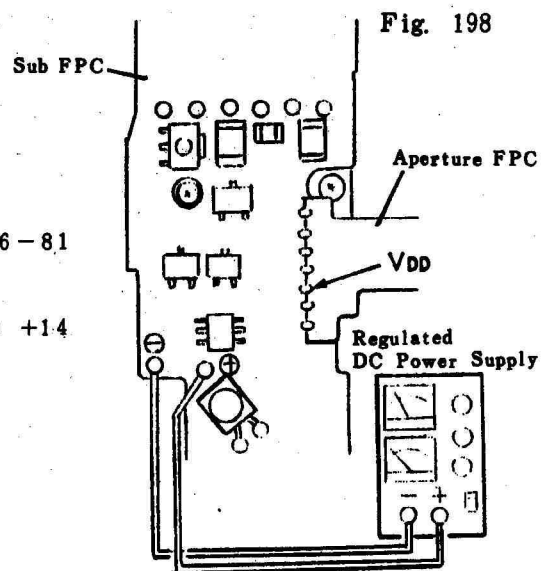 Fig. 198
Sub FPC
Aperture FPC
6-81
VDD
+14
Regulated
DC Power Supply
⊖
⊕
− +